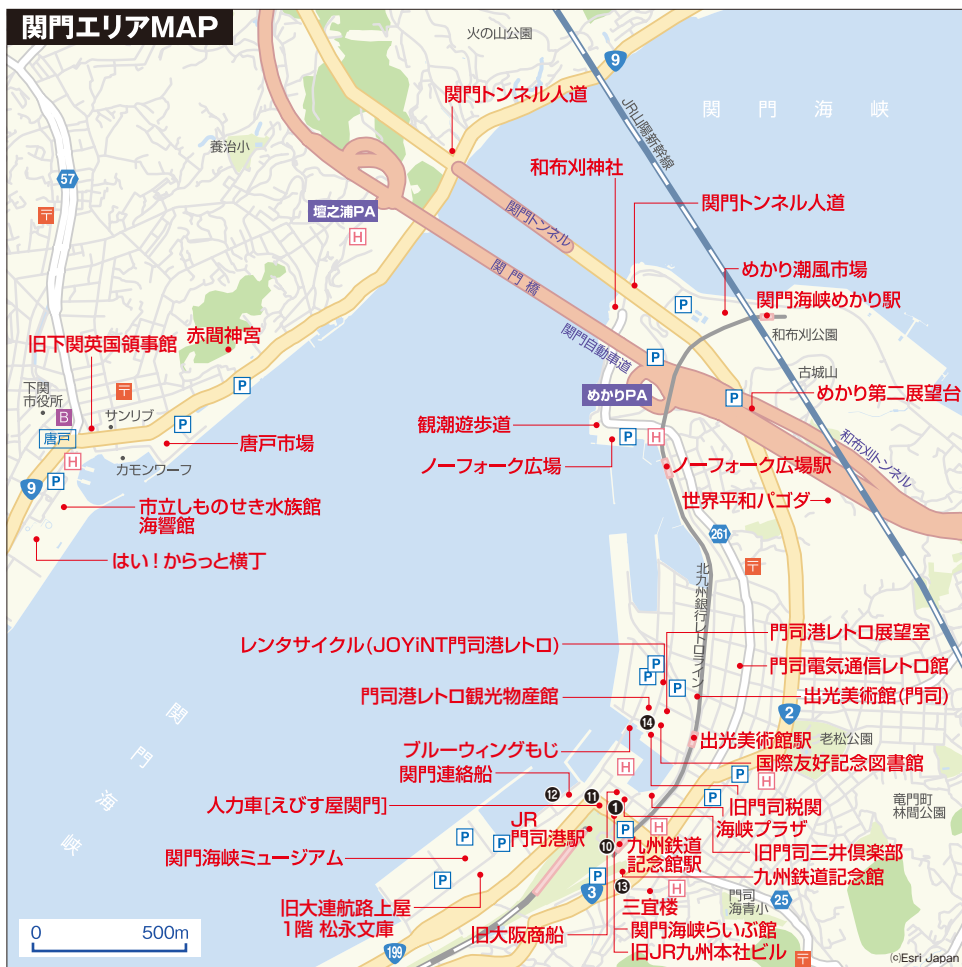 関門エリアMAP
火の山公園
9
JR山陽新幹線
関門海峡
関門トンネル人道
養治小
和布刈神社
57
〒
壇之浦PA
H
関門トンネル
関門トンネル人道
関門橋
めかり潮風市場
P
関門海峡めかり駅
和布刈公園
赤間神宮
旧下関英国領事館
関門自動車道
P
古城山
下関
市役所
〒
P
めかりPA
P
めかり第二展望台
B
サンリブ
P
観潮遊歩道
唐戸
唐戸市場
P
H
和布刈トンネル
H
カモンワーフ
ノーフォーク広場
ノーフォーク広場駅
9
P
世界平和パゴダ
市立しものせき水族館
海響館
261
はい!からっと横丁
〒
北九州銀行レトロライン
レンタサイクル(JOYiNT門司港レトロ)
門司港レトロ展望室
P
P
P
門司電気通信レトロ館
門司港レトロ観光物産館
出光美術館(門司)
関門海峡
14
2
ブルーウィングもじ
出光美術館駅
老松公園
国際友好記念図書館
関門連絡船
H
P
H
12
11
竜門町
林間公園
人力車[えびす屋関門]
1
P
旧門司税関
JR
門司港駅
海峡プラザ
P
H
P
P
10
九州鉄道
記念館駅
旧門司三井倶楽部
関門海峡ミュージアム
P
P
九州鉄道記念館
13
3
H
門司
海青小
25
旧大連航路上屋
1階 松永文庫
三宜楼
旧大阪商船
関門海峡らいぶ館
旧JR九州本社ビル
0 500m
199
〒
©Esri Japan